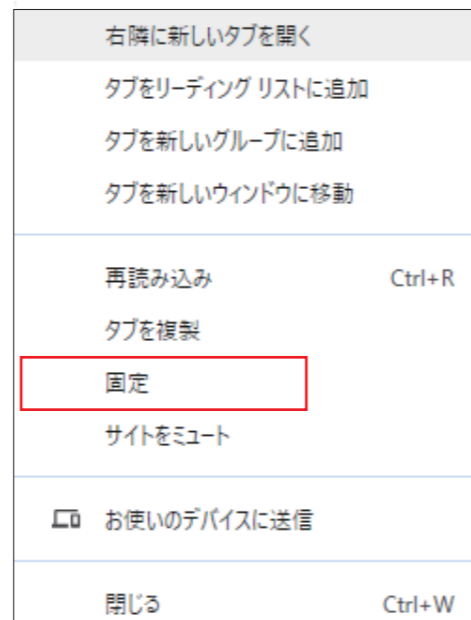 右隣に新しいタブを開く
タブをリーディング リストに追加
タブを新しいグループに追加
タブを新しいウィンドウに移動
再読み込み Ctrl+R
タブを複製
固定
サイトをミュート
お使いのデバイスに送信
閉じる Ctrl+W